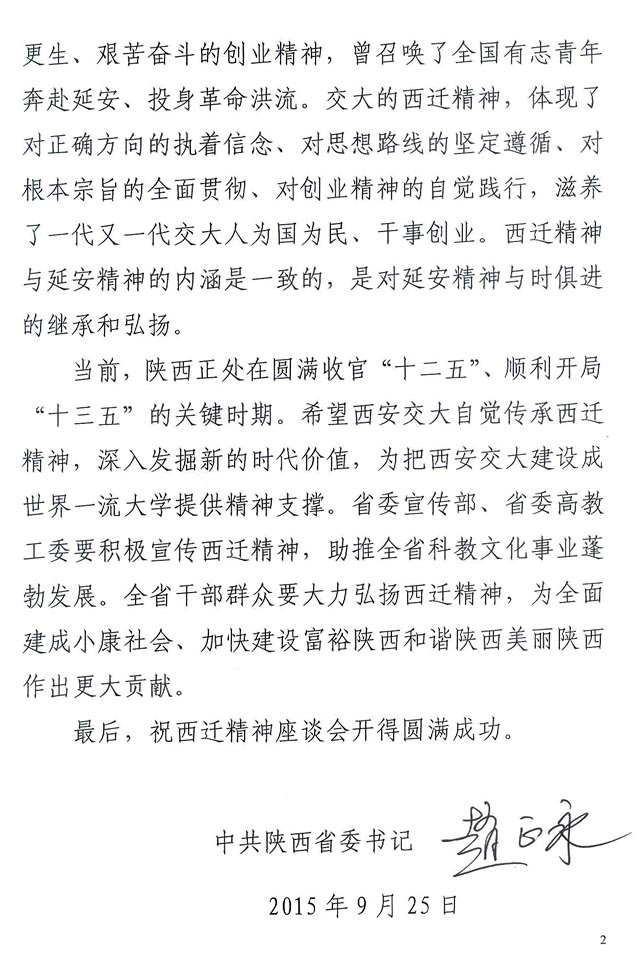 更生、艰苦奋斗的创业精神，曾召唤了全国有志青年
奔赴延安、投身革命洪流。交大的西迁精神，体现了
对正确方向的执着信念、对思想路线的坚定遵循、对
根本宗旨的全面贯彻、对创业精神的自觉践行，滋养
了一代又一代交大人为国为民、干事创业。西迁精神
与延安精神的内涵是一致的，是对延安精神与时俱进
的继承和弘扬。
当前，陕西正处在圆满收官“十二五”、顺利开局
“十三五”的关键时期。希望西安交大自觉传承西迁
精神，深入发掘新的时代价值，为把西安交大建设成
世界一流大学提供精神支撑。省委宣传部、省委高教
工委要积极宣传西迁精神，助推全省科教文化事业蓬
勃发展。全省干部群众要大力弘扬西迁精神，为全面
建成小康社会、加快建设富裕陕西和谐陕西美丽陕西
作出更大贡献。
最后，祝西迁精神座谈会开得圆满成功。
中共陕西省委书记 赵正永
2015年9月25日
2